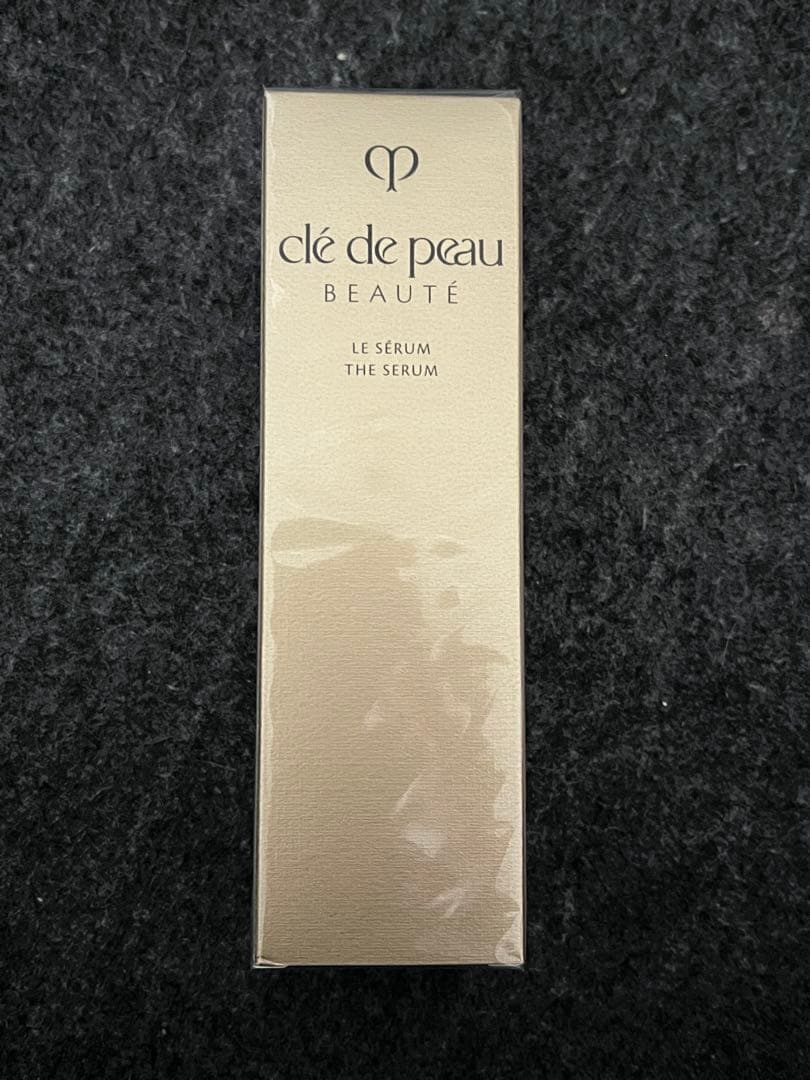 clé de peau
BEAUTÉ
LE SÉRUM
THE SERUM